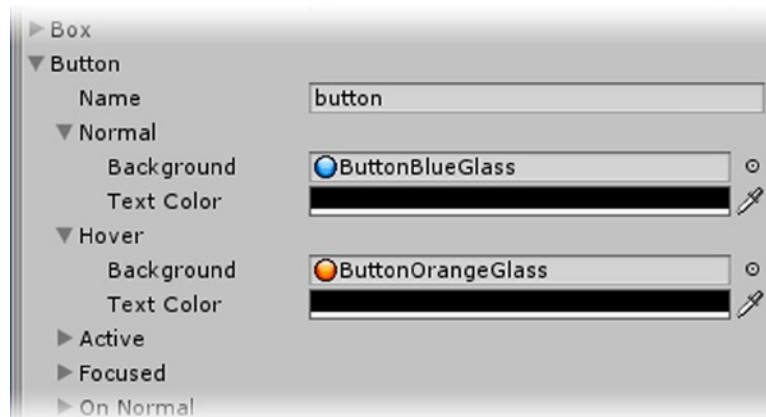 Box
Button
Name button
Normal
Background ButtonBlueGlass
Text Color
Hover
Background ButtonOrangeGlass
Text Color
Active
Focused
On Normal